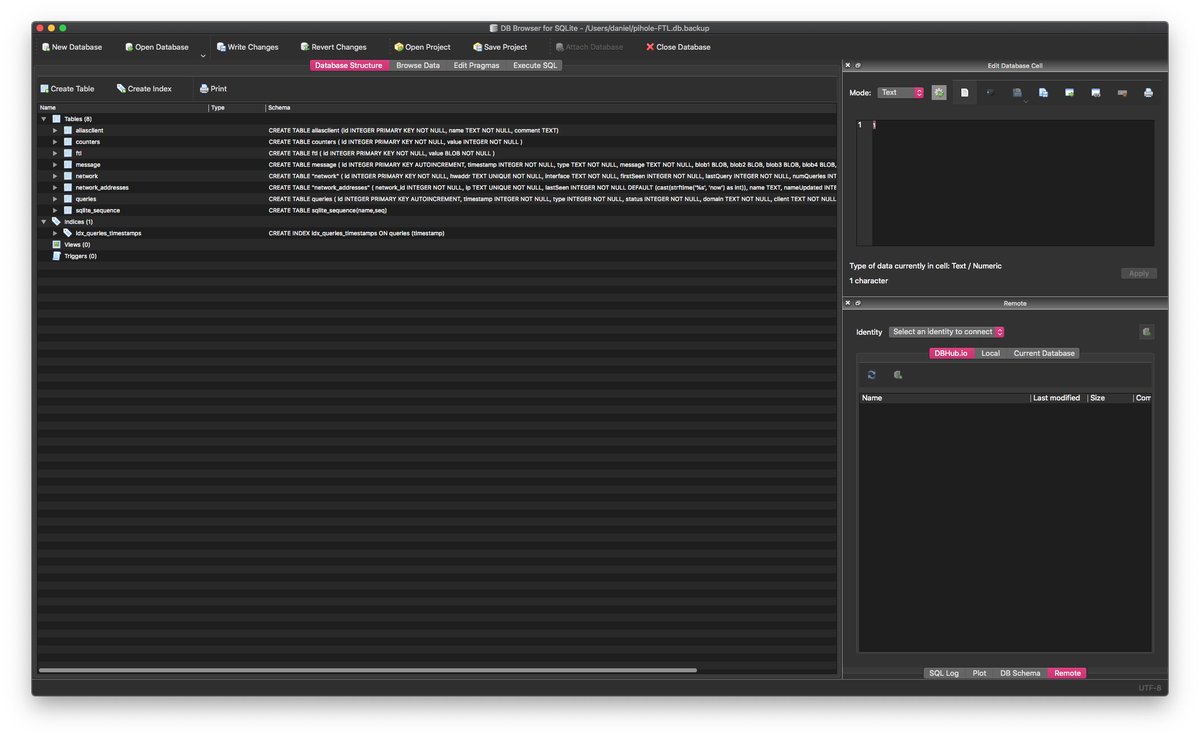 DB Browser for SQLite - /Users/daniel/pihole-FTL.db.backup
New Database Open Database Write Changes Revert Changes Open Project Save Project Attach Database Close Database
Database Structure Browse Data Edit Pragmas Execute SQL
Create Table Create Index Print
Name Type Schema
Tables (8)
aliasclient CREATE TABLE aliasclient (id INTEGER PRIMARY KEY NOT NULL, name TEXT NOT NULL, comment TEXT)
counters CREATE TABLE counters ( id INTEGER PRIMARY KEY NOT NULL, value INTEGER NOT NULL )
ftl CREATE TABLE ftl ( id INTEGER PRIMARY KEY NOT NULL, value BLOB NOT NULL )
message CREATE TABLE message ( id INTEGER PRIMARY KEY AUTOINCREMENT, timestamp INTEGER NOT NULL, type TEXT NOT NULL, message TEXT NOT NULL, blob1 BLOB, blob2 BLOB, blob3 BLOB, blob4 BLOB,
network CREATE TABLE "network" ( id INTEGER PRIMARY KEY NOT NULL, hwaddr TEXT UNIQUE NOT NULL, interface TEXT NOT NULL, firstSeen INTEGER NOT NULL, lastQuery INTEGER NOT NULL, numQueries INTE
network_addresses CREATE TABLE "network_addresses" ( network_id INTEGER NOT NULL, ip TEXT UNIQUE NOT NULL, lastSeen INTEGER NOT NULL DEFAULT (cast(strftime('%s', 'now') as int)), name TEXT, nameUpdated INTE
queries CREATE TABLE queries ( id INTEGER PRIMARY KEY AUTOINCREMENT, timestamp INTEGER NOT NULL, type INTEGER NOT NULL, status INTEGER NOT NULL, domain TEXT NOT NULL, client TEXT NOT NULL
sqlite_sequence CREATE TABLE sqlite_sequence(name,seq)
Indices (1)
idx_queries_timestamps CREATE INDEX idx_queries_timestamps ON queries (timestamp)
Views (0)
Triggers (0)
Edit Database Cell
Mode: Text
1
Type of data currently in cell: Text / Numeric
1 character
Apply
Remote
Identity Select an identity to connect
DBHub.io Local Current Database
Name Last modified Size Com
SQL Log Plot DB Schema Remote
UTF-8